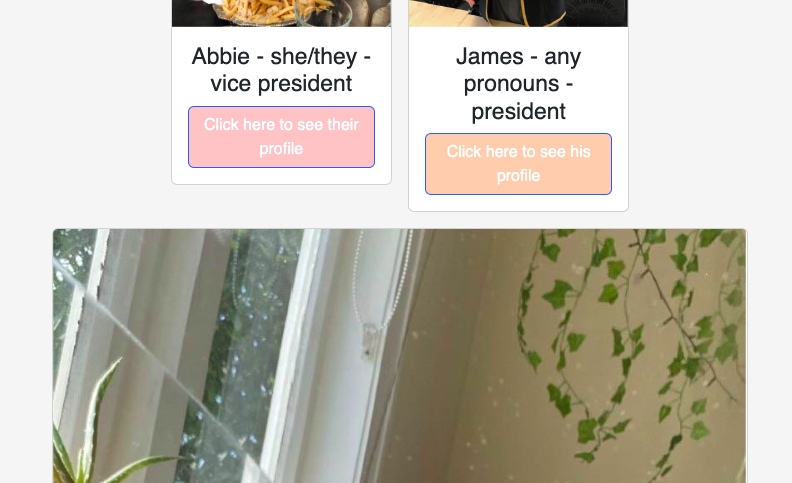 Abbie - she/they -
vice president
Click here to see their
profile
James - any
pronouns -
president
Click here to see his
profile